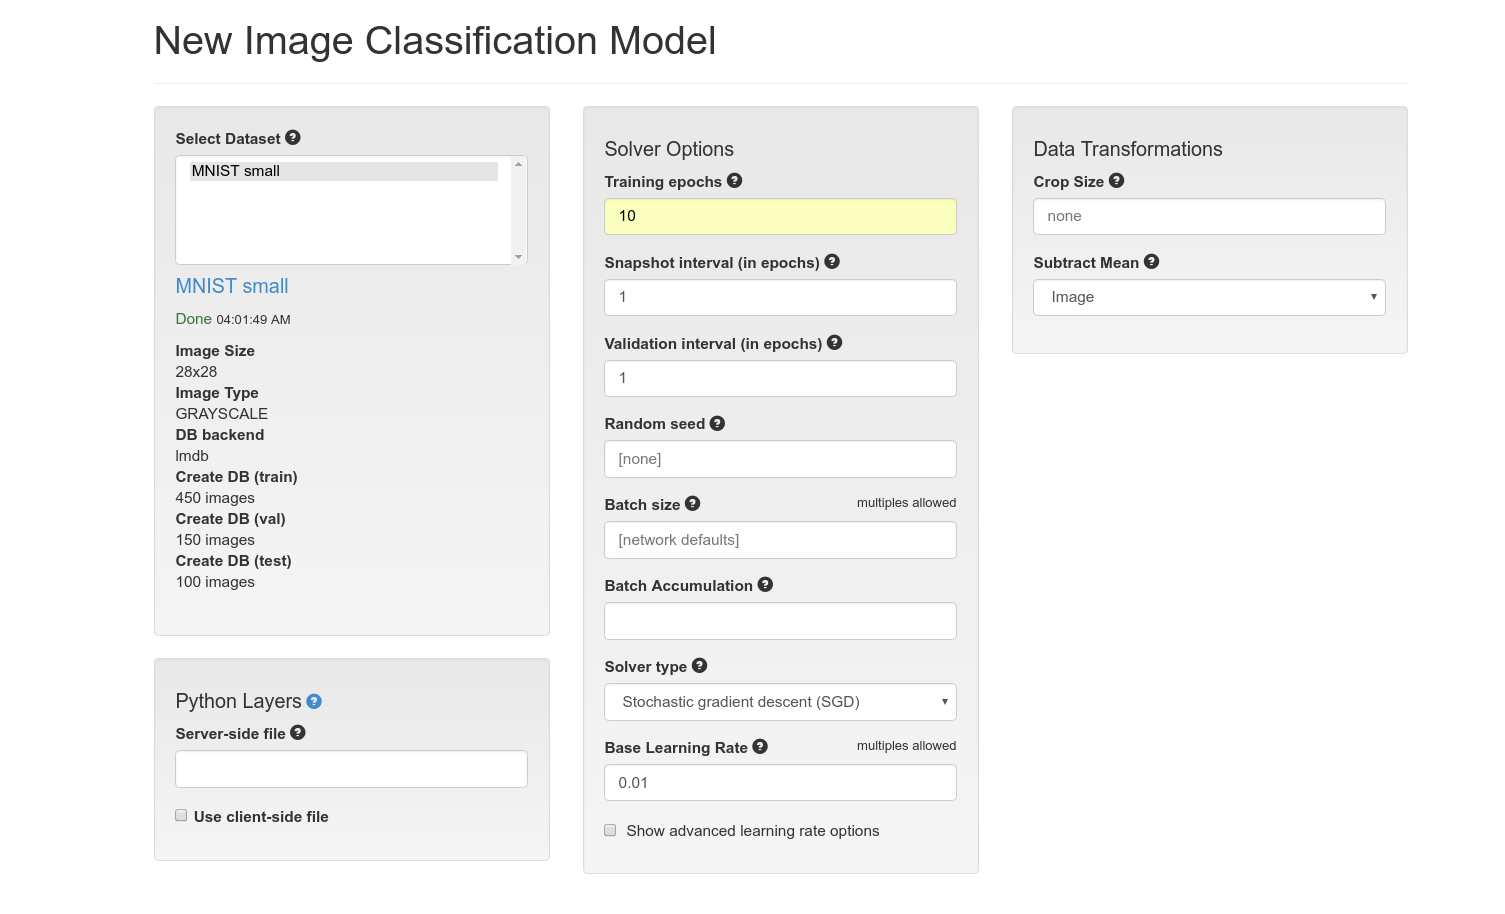 New Image Classification Model
Select Dataset
MNIST small
MNIST small
Done 04:01:49 AM
Image Size
28x28
Image Type
GRAYSCALE
DB backend
lmdb
Create DB (train)
450 images
Create DB (val)
150 images
Create DB (test)
100 images
Python Layers
Server-side file
Use client-side file
Solver Options
Training epochs
10
Snapshot interval (in epochs)
1
Validation interval (in epochs)
1
Random seed
[none]
Batch size multiples allowed
[network defaults]
Batch Accumulation
Solver type
Stochastic gradient descent (SGD)
Base Learning Rate multiples allowed
0.01
Show advanced learning rate options
Data Transformations
Crop Size
none
Subtract Mean
Image